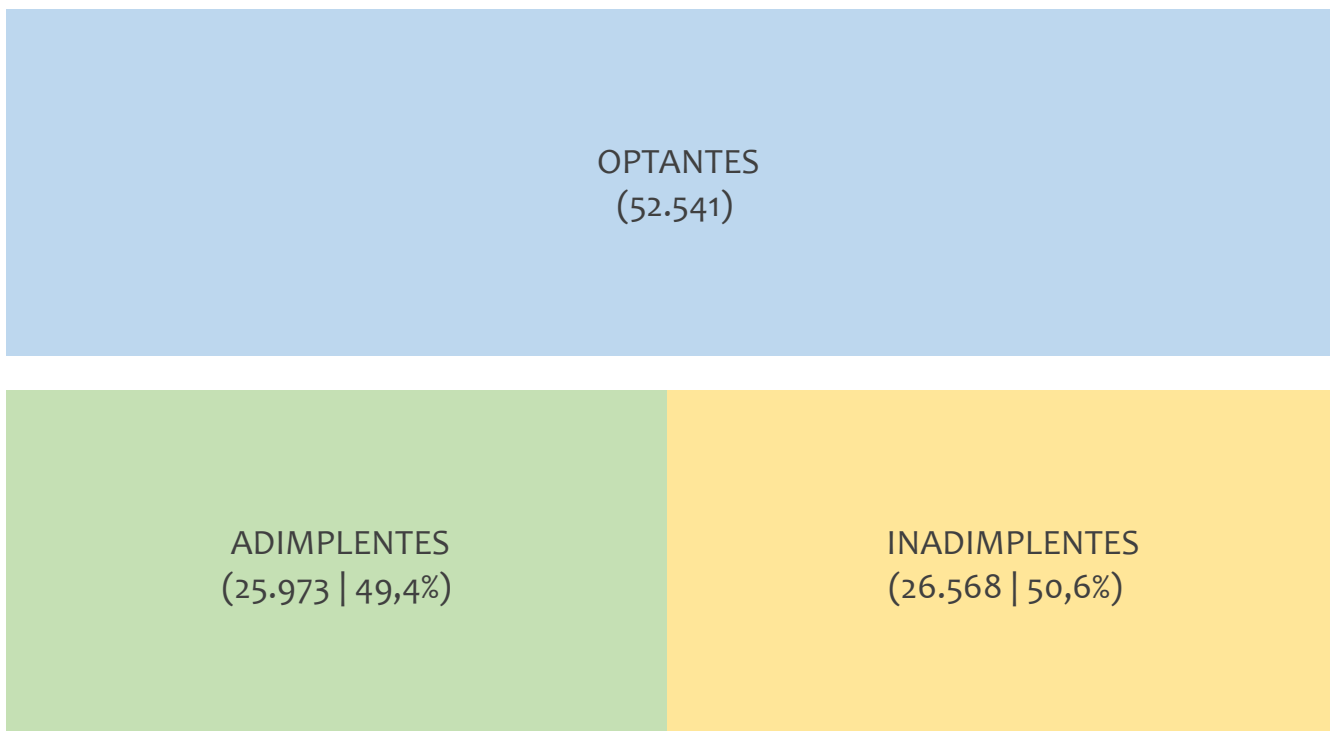 OPTANTES
(52.541)
ADIMPLENTES
(25.973 | 49,4%)
INADIMPLENTES
(26.568 | 50,6%)